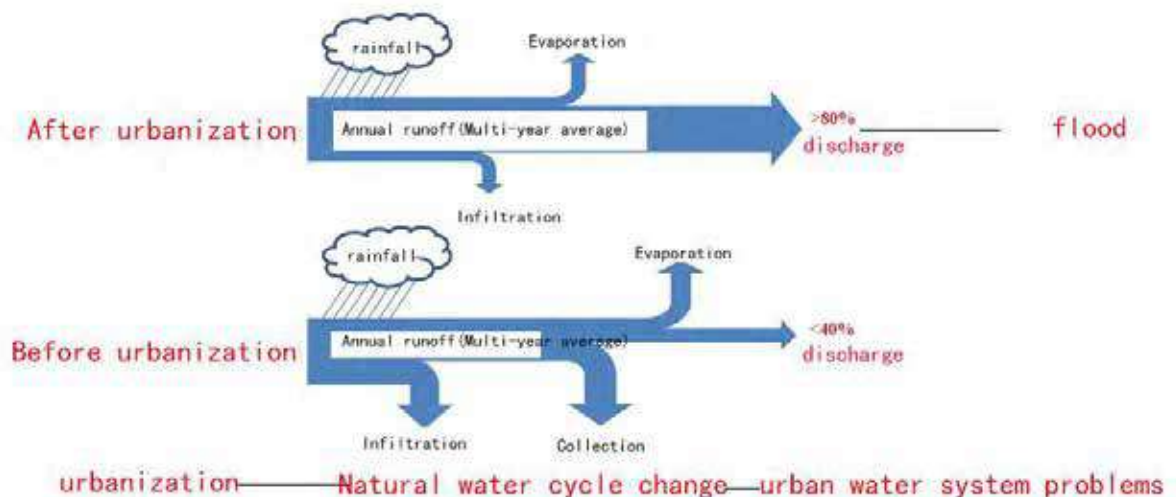 rainfall
Evaporation
After urbanization
Annual runoff(Multi-year average)
>80%
discharge
flood
Infiltration
rainfall
Evaporation
Before urbanization
Annual runoff(Multi-year average)
<40%
discharge
Infiltration
Collection
urbanization
Natural water cycle change
urban water system problems